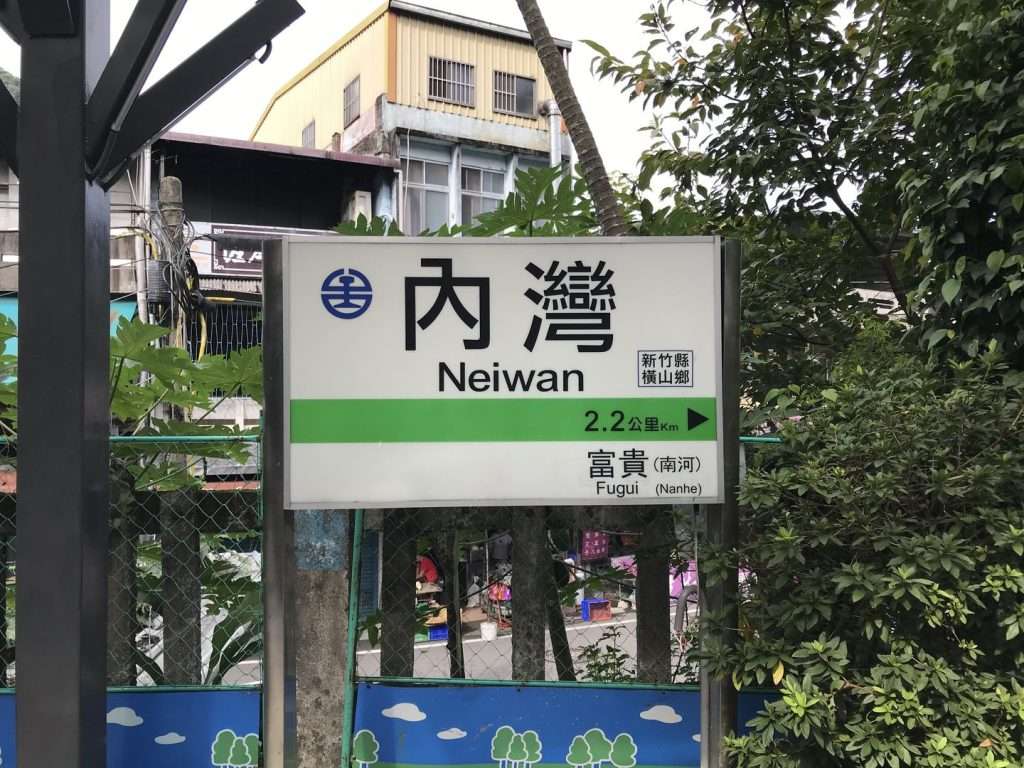 內灣
Neiwan
新竹縣
橫山鄉
2.2公里Km
富貴(南河)
Fugui (Nanhe)